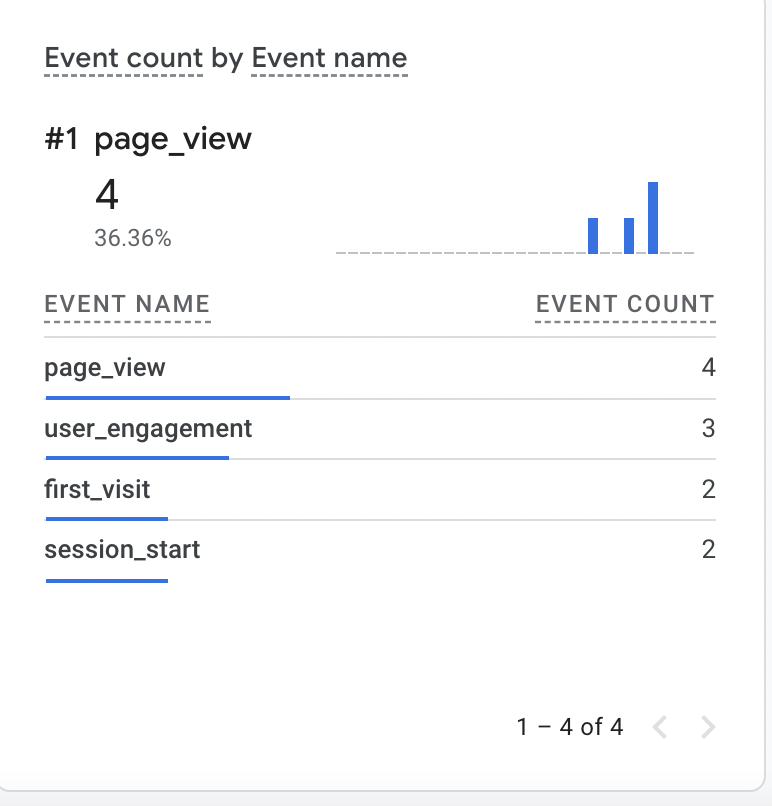 Event count by Event name
#1 page_view
4
36.36%
EVENT NAME EVENT COUNT
page_view 4
user_engagement 3
first_visit 2
session_start 2
1 – 4 of 4